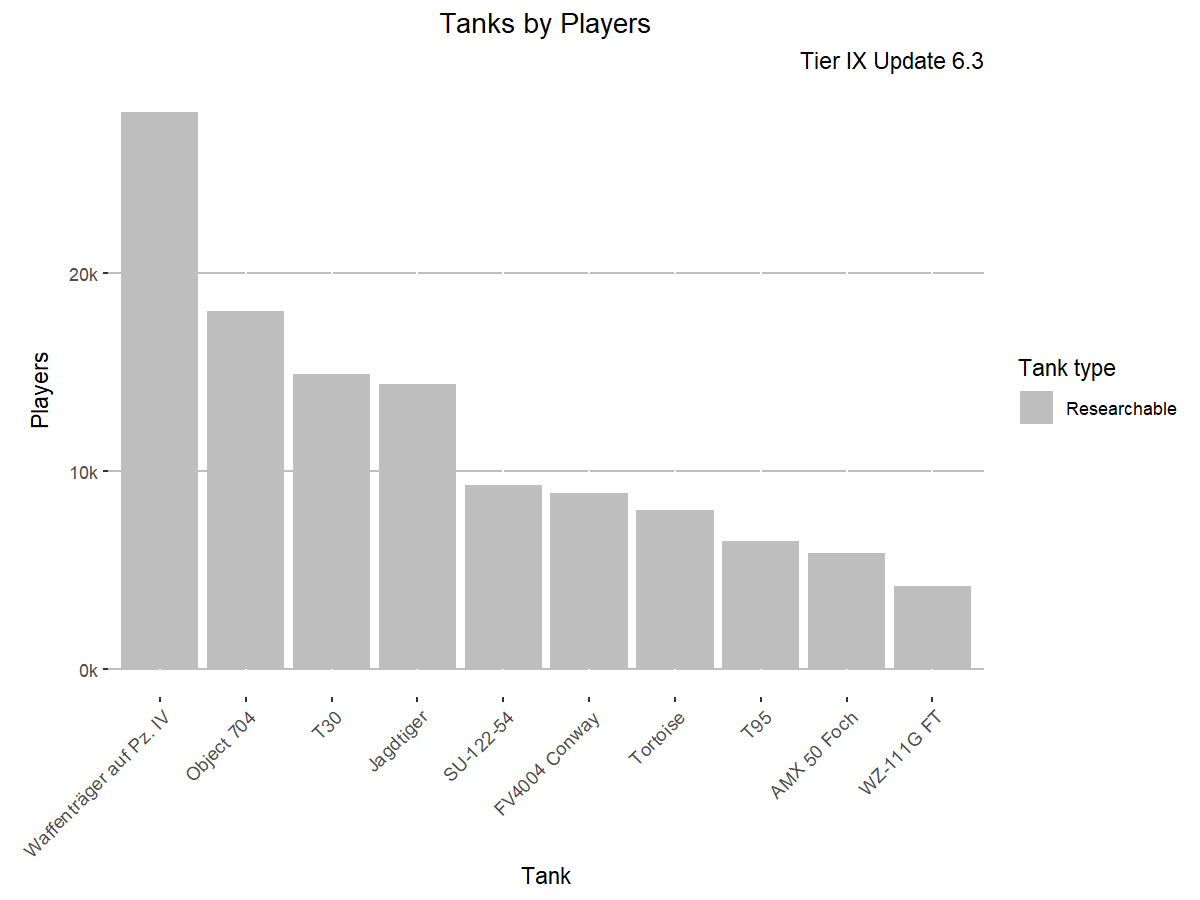 Tanks by Players
Tier IX Update 6.3
Players
20k
10k
0k
Tank type
Researchable
Waffenträger auf Pz. IV
Object 704
T30
Jagdtiger
SU-122-54
FV4004 Conway
Tortoise
T95
AMX 50 Foch
WZ-111G FT
Tank